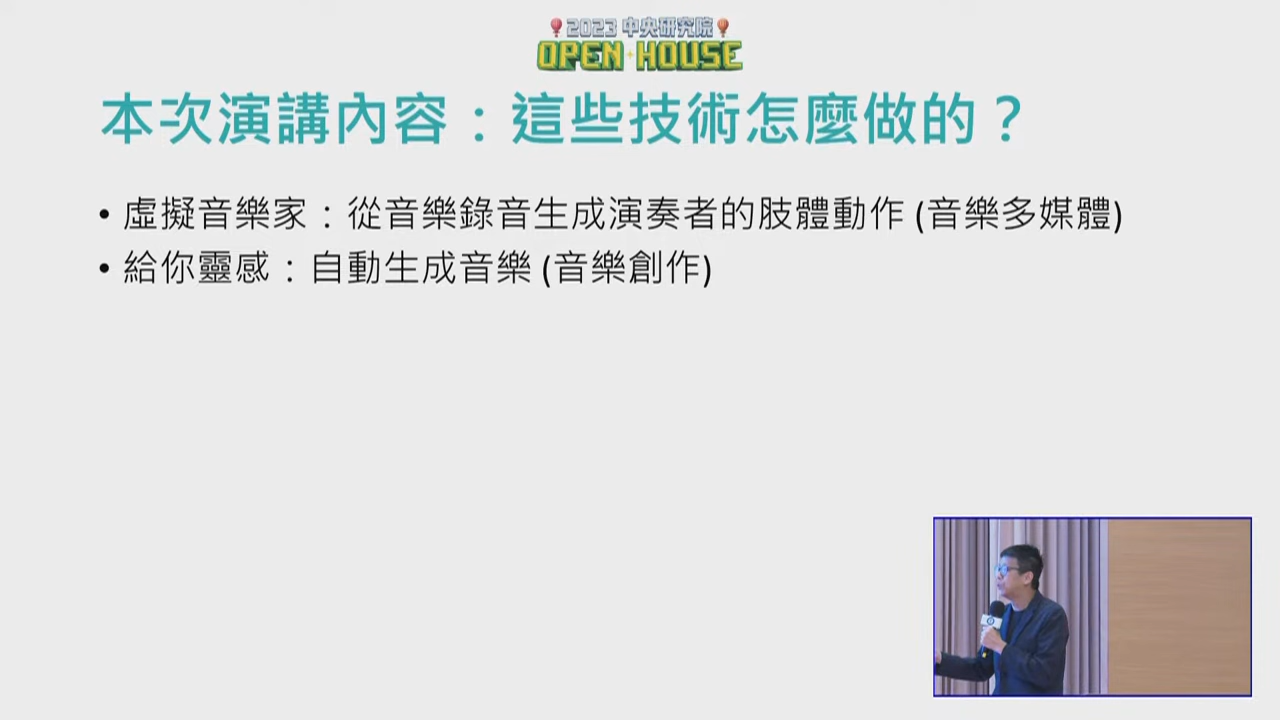 2023 中央研究院
OPEN HOUSE
本次演講內容：這些技術怎麼做的？
• 虛擬音樂家：從音樂錄音生成演奏者的肢體動作 (音樂多媒體)
• 給你靈感：自動生成音樂 (音樂創作)